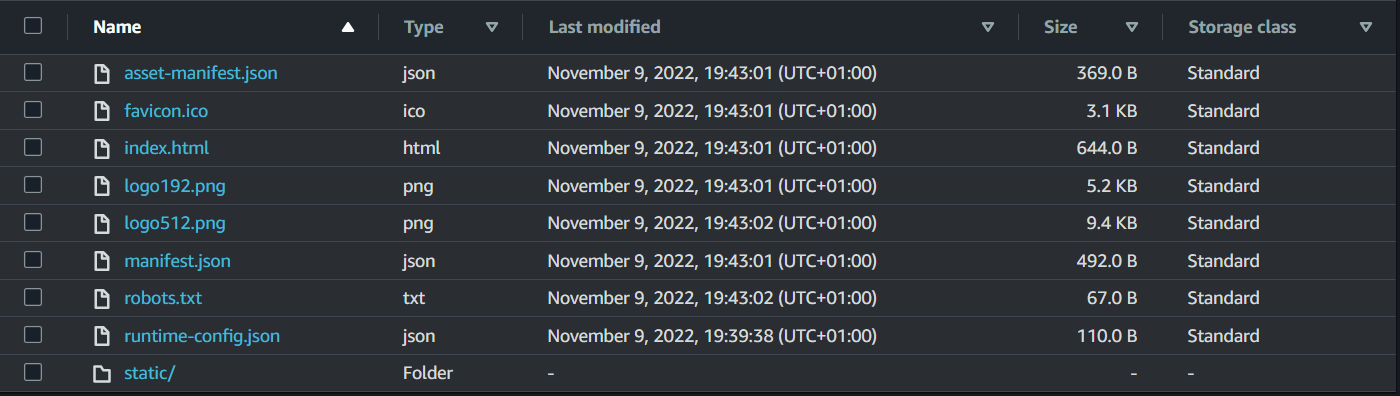 Name Type Last modified Size Storage class
asset-manifest.json json November 9, 2022, 19:43:01 (UTC+01:00) 369.0 B Standard
favicon.ico ico November 9, 2022, 19:43:01 (UTC+01:00) 3.1 KB Standard
index.html html November 9, 2022, 19:43:01 (UTC+01:00) 644.0 B Standard
logo192.png png November 9, 2022, 19:43:01 (UTC+01:00) 5.2 KB Standard
logo512.png png November 9, 2022, 19:43:02 (UTC+01:00) 9.4 KB Standard
manifest.json json November 9, 2022, 19:43:01 (UTC+01:00) 492.0 B Standard
robots.txt txt November 9, 2022, 19:43:02 (UTC+01:00) 67.0 B Standard
runtime-config.json json November 9, 2022, 19:39:38 (UTC+01:00) 110.0 B Standard
static/ Folder - - -